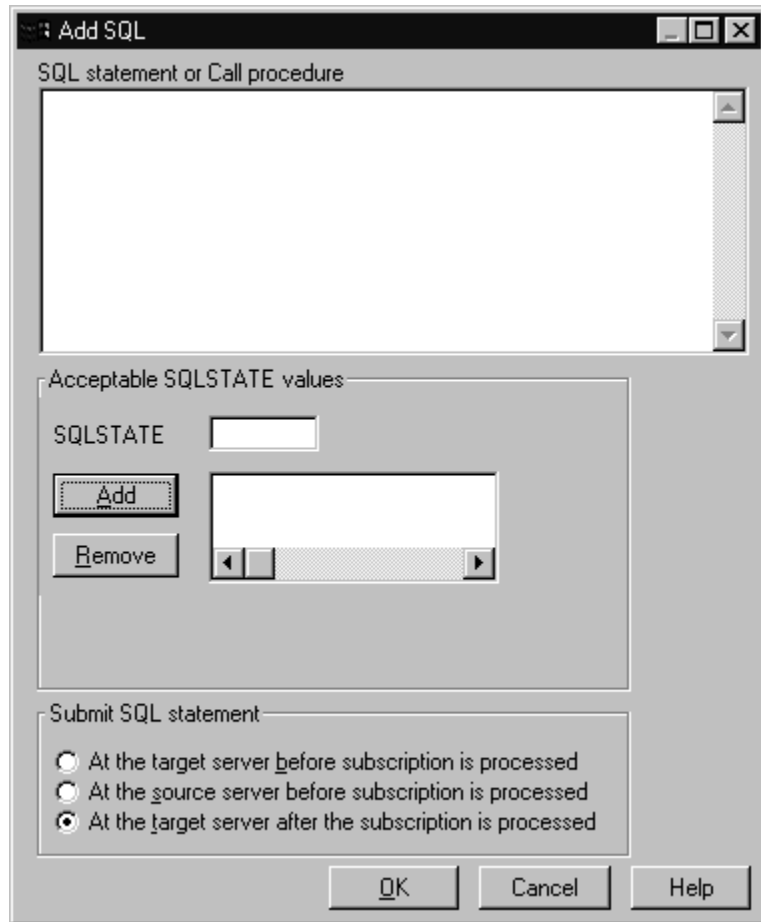 Add SQL
SQL statement or Call procedure
Acceptable SQLSTATE values
SQLSTATE
Add
Remove
Submit SQL statement
At the target server before subscription is processed
At the source server before subscription is processed
At the target server after the subscription is processed
OK Cancel Help